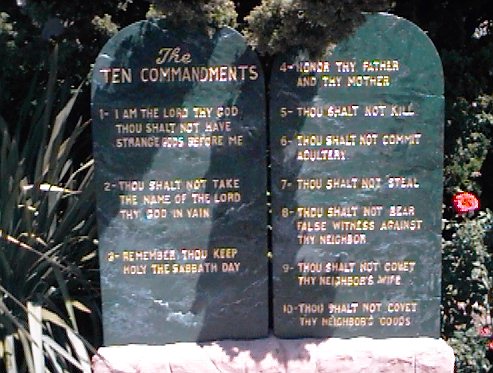 The
TEN COMMANDMENTS
1- I AM THE LORD THY GOD
THOU SHALT NOT HAVE
STRANGE GODS BEFORE ME
2- THOU SHALT NOT TAKE
THE NAME OF THE LORD
THY GOD IN VAIN
3- REMEMBER THOU KEEP
HOLY THE SABBATH DAY
4- HONOR THY FATHER
AND THY MOTHER
5- THOU SHALT NOT KILL
6- THOU SHALT NOT COMMIT
ADULTERY
7- THOU SHALT NOT STEAL
8- THOU SHALT NOT BEAR
FALSE WITNESS AGAINST
THY NEIGHBOR
9- THOU SHALT NOT COVET
THY NEIGHBOR'S WIFE
10- THOU SHALT NOT COVET
THY NEIGHBOR'S GOODS